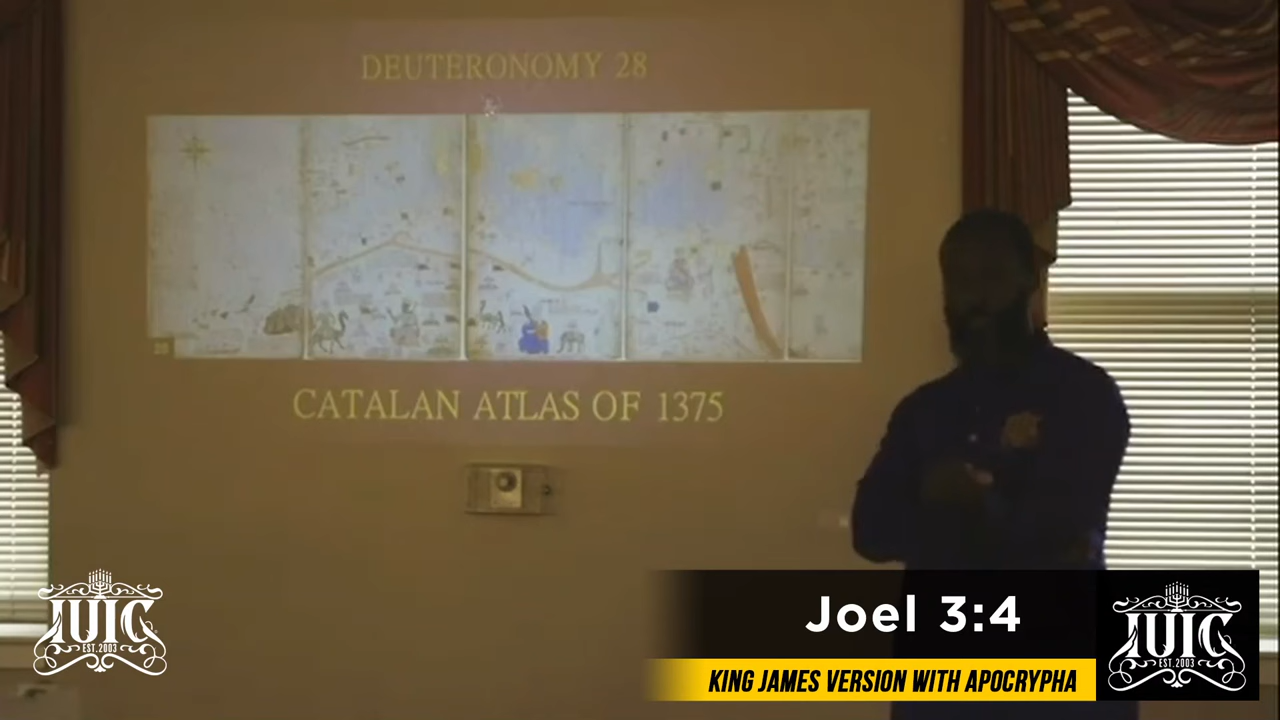 DEUTERONOMY 28
CATALAN ATLAS OF 1375
IUIC
EST. 2003
Joel 3:4
KING JAMES VERSION WITH APOCRYPHA
IUIC
EST. 2003